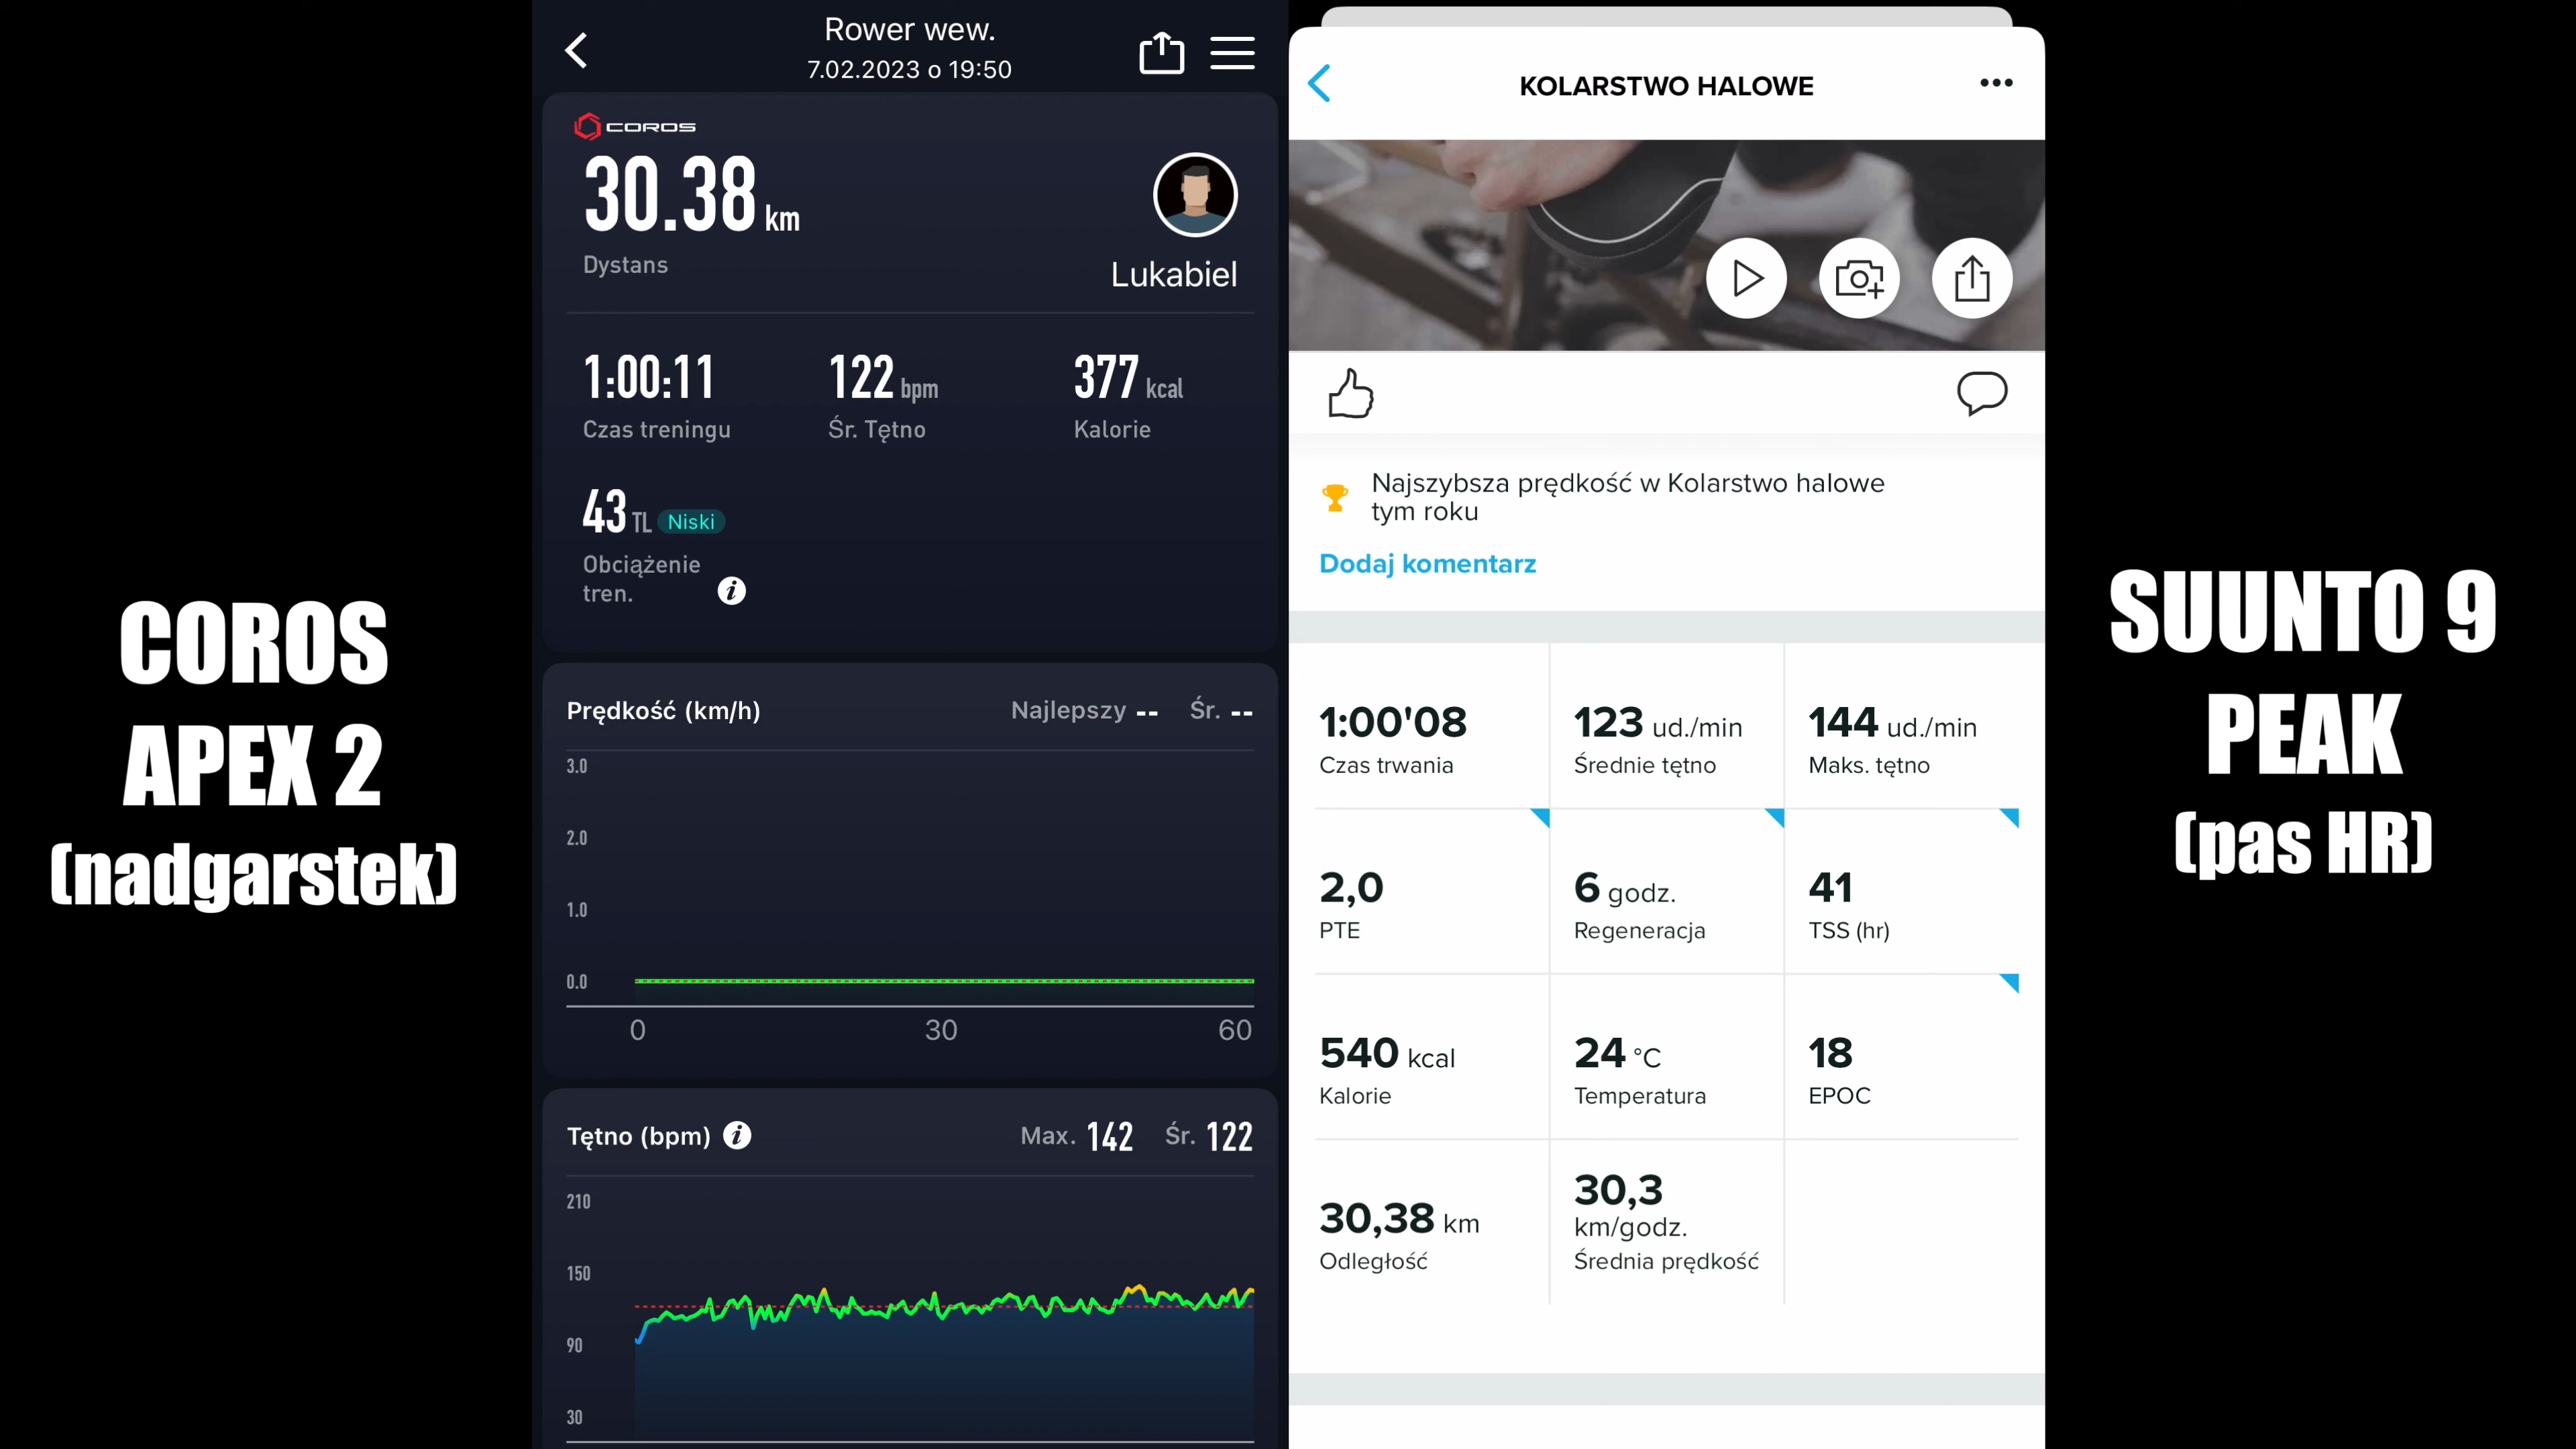 COROS
APEX 2
(nadgarstek)
Rower wew.
7.02.2023 o 19:50
COROS
30.38 km
Dystans
Lukabiel
1:00:11
Czas treningu
122 bpm
Śr. Tętno
377 kcal
Kalorie
43 TL Niski
Obciążenie
tren.
Prędkość (km/h)
Najlepszy -- Śr. --
3.0
2.0
1.0
0.0
0 30 60
Tętno (bpm)
Max. 142 Śr. 122
210
150
90
30
KOLARSTWO HALOWE
Najszybsza prędkość w Kolarstwo halowe
tym roku
Dodaj komentarz
1:00'08
Czas trwania
123 ud./min
Średnie tętno
144 ud./min
Maks. tętno
2,0
PTE
6 godz.
Regeneracja
41
TSS (hr)
540 kcal
Kalorie
24 °C
Temperatura
18
EPOC
30,38 km
Odległość
30,3
km/godz.
Średnia prędkość
SUUNTO 9
PEAK
(pas HR)